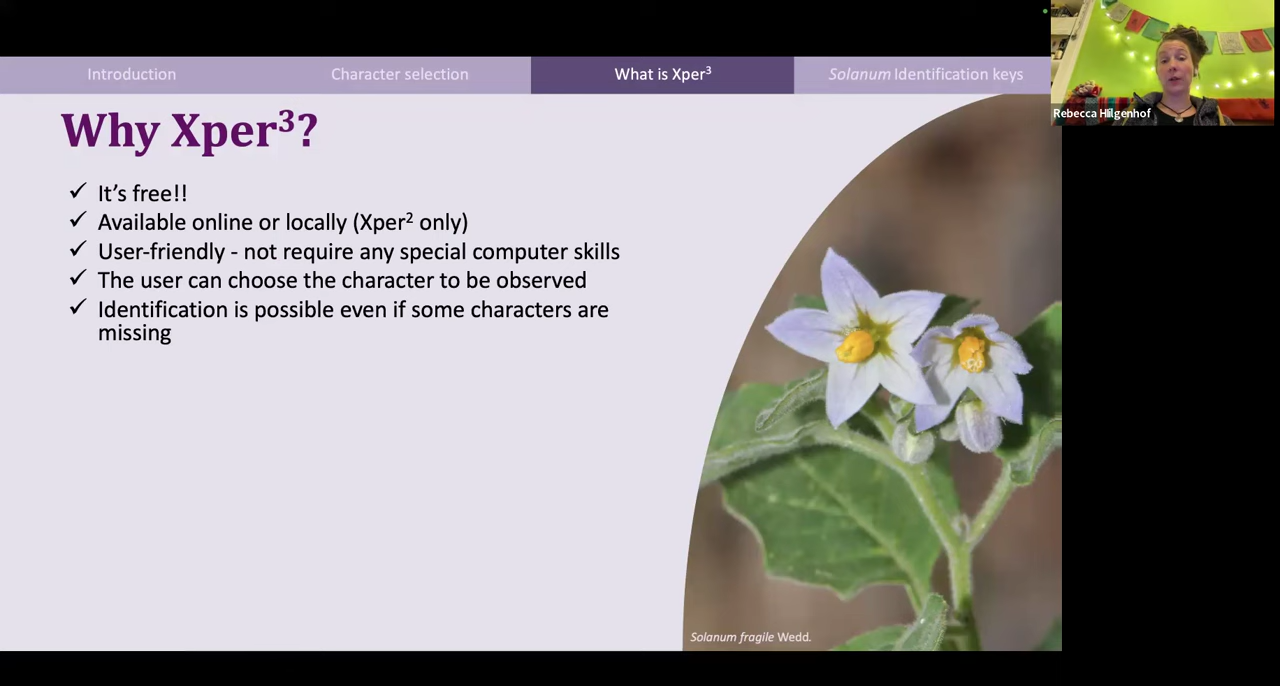 Introduction
Character selection
What is Xper³
Solanum Identification keys
Rebecca Hilgenhof
Why Xper³?
✓ It's free!!
✓ Available online or locally (Xper² only)
✓ User-friendly - not require any special computer skills
✓ The user can choose the character to be observed
✓ Identification is possible even if some characters are
missing
Solanum fragile Wedd.